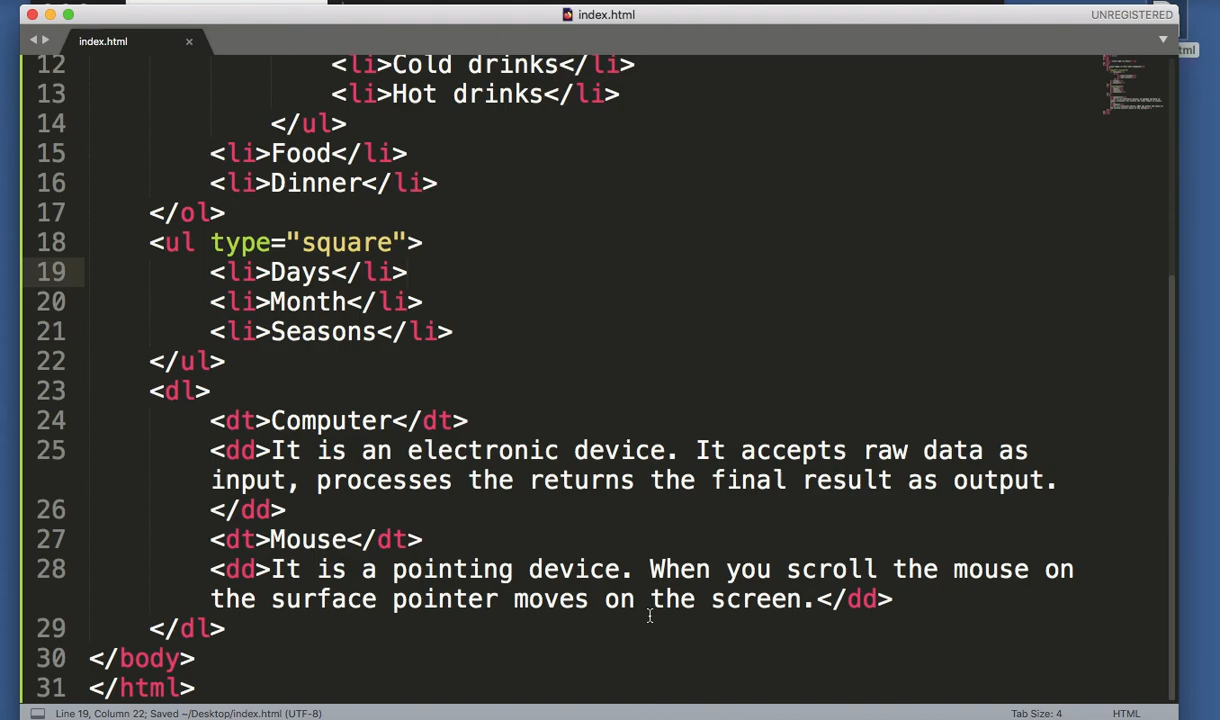 index.html
UNREGISTERED
index.html
ml
12 <li>Cold drinks</li>
13 <li>Hot drinks</li>
14 </ul>
15 <li>Food</li>
16 <li>Dinner</li>
17 </ol>
18 <ul type="square">
19 <li>Days</li>
20 <li>Month</li>
21 <li>Seasons</li>
22 </ul>
23 <dl>
24 <dt>Computer</dt>
25 <dd>It is an electronic device. It accepts raw data as
input, processes the returns the final result as output.
26 </dd>
27 <dt>Mouse</dt>
28 <dd>It is a pointing device. When you scroll the mouse on
the surface pointer moves on the screen.</dd>
29 </dl>
30 </body>
31 </html>
Line 19, Column 22; Saved ~/Desktop/index.html (UTF-8)
Tab Size: 4
HTML